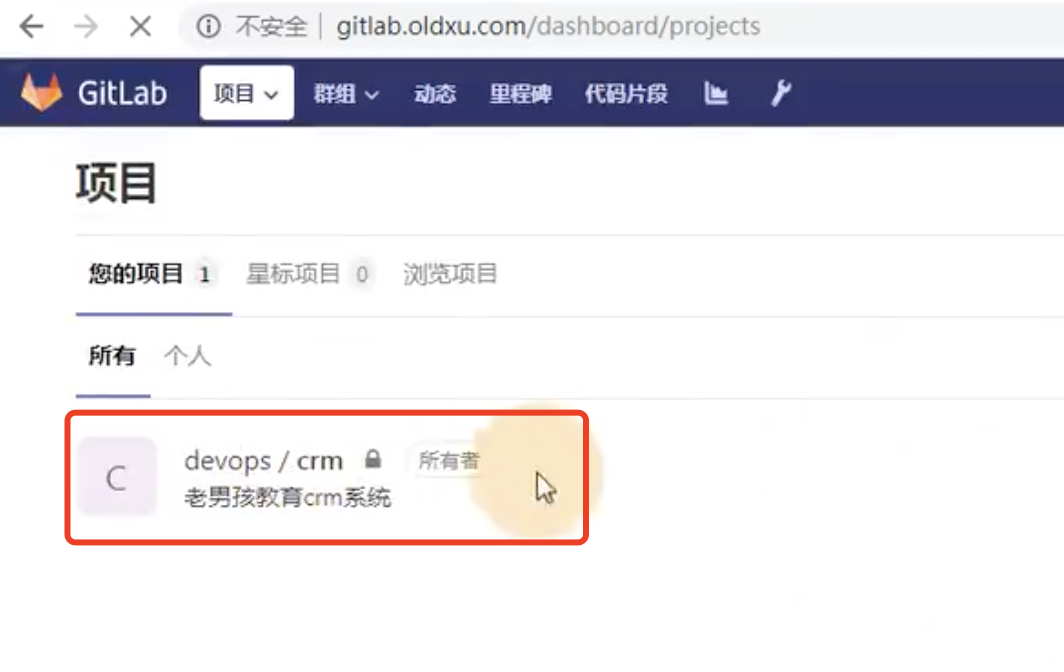 不安全 | gitlab.oldxu.com/dashboard/projects
GitLab 项目 群组 动态 里程碑 代码片段
项目
您的项目 1 星标项目 0 浏览项目
所有 个人
C
devops / crm 所有者
老男孩教育crm系统